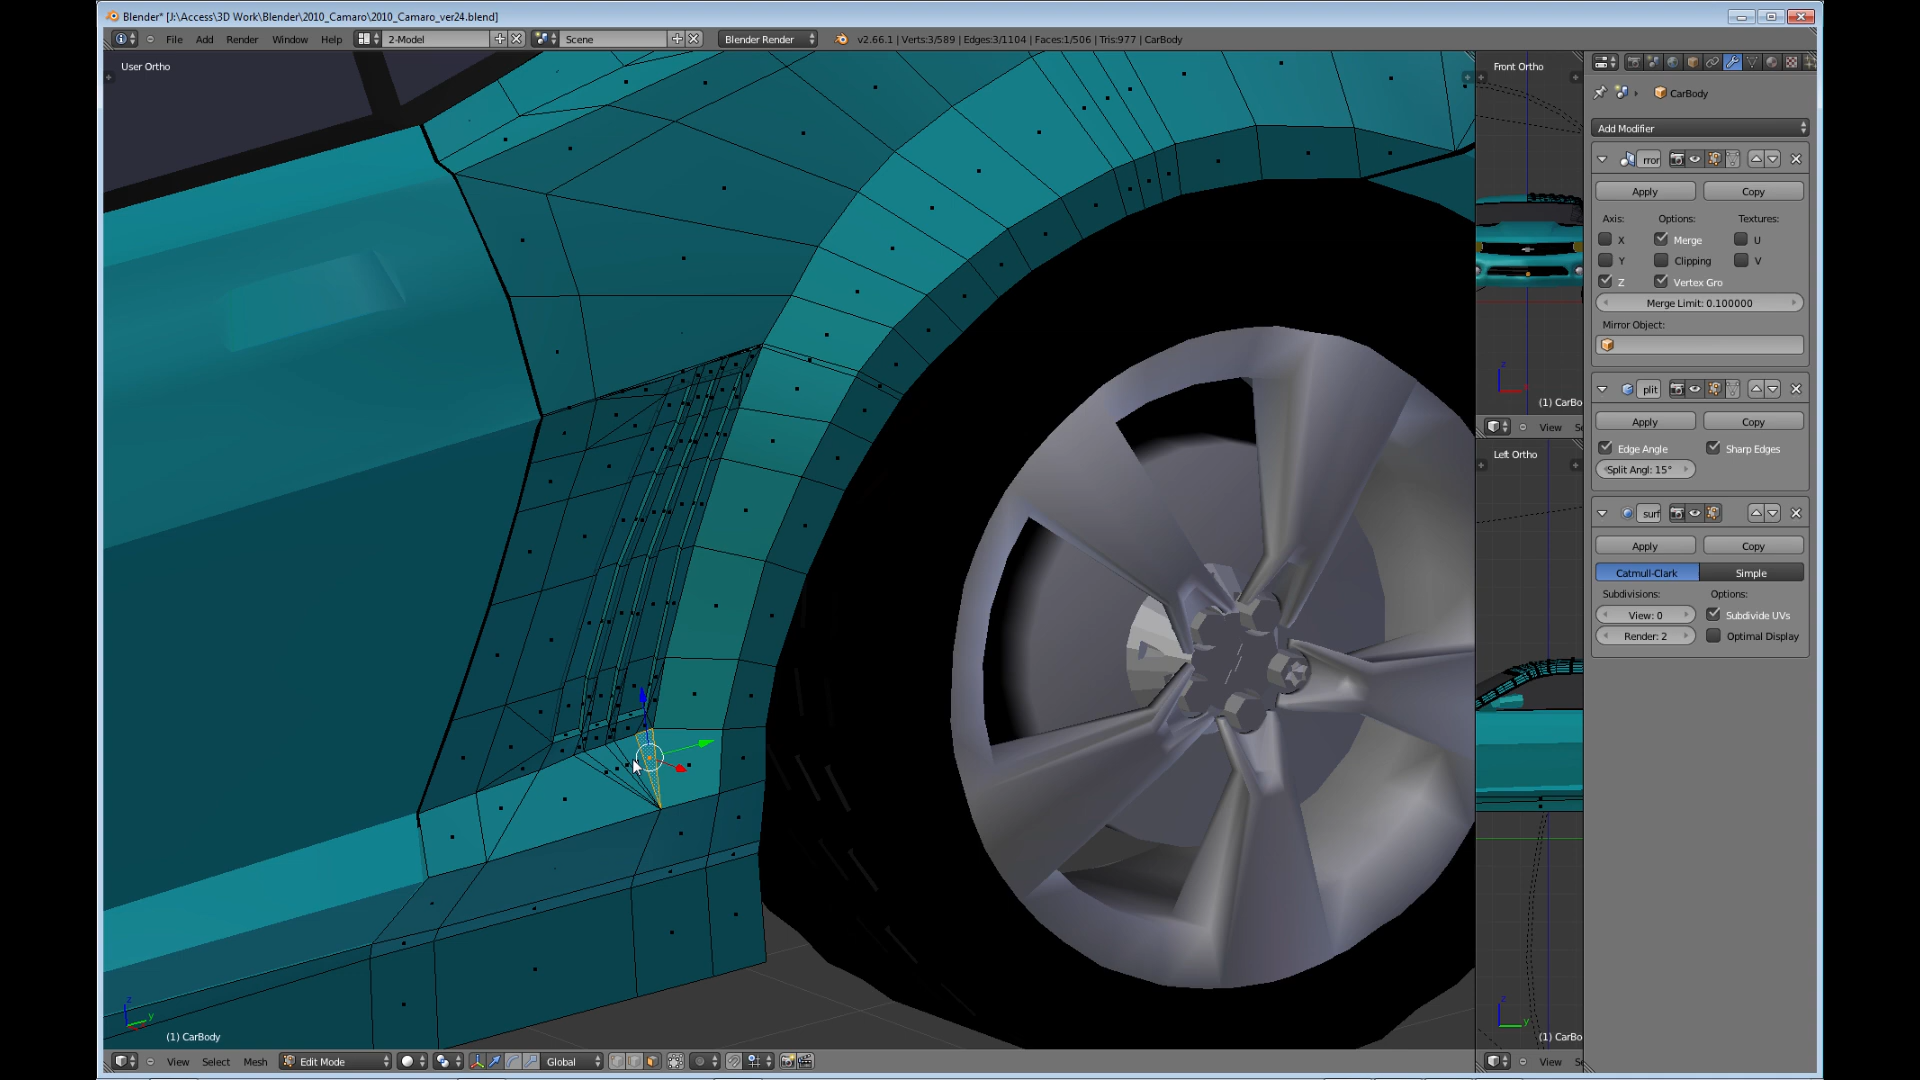 Blender* [J:\Access\3D Work\Blender\2010_Camaro\2010_Camaro_ver24.blend]
File Add Render Window Help 2-Model Scene Blender Render v2.66.1 | Verts:3/589 | Edges:3/1104 | Faces:1/506 | Tris:977 | CarBody
User Ortho
Front Ortho
CarBody
Add Modifier
rror
Apply Copy
Axis: Options: Textures:
X Merge U
Y Clipping V
Z Vertex Gro
Merge Limit: 0.100000
Mirror Object:
plit
Apply Copy
Edge Angle Sharp Edges
Split Angl: 15°
surf
Apply Copy
Catmull-Clark Simple
Subdivisions: Options:
View: 0 Subdivide UVs
Render: 2 Optimal Display
(1) CarBo
View Se
Left Ortho
(1) CarBo
View Se
z
y
(1) CarBody
View Select Mesh Edit Mode Global